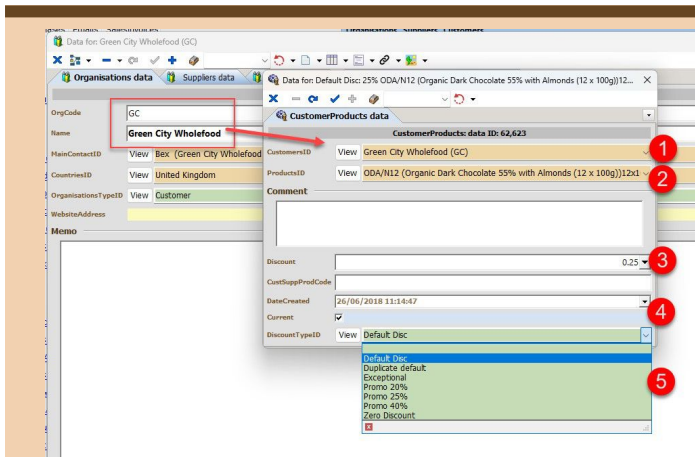 Organisations Suppliers Customers
Data for: Green City Wholefood (GC)
Organisations data
Suppliers data
OrgCode
GC
Name
Green City Wholefood
MainContactID
View
Bex (Green City Wholefood
CountriesID
View
United Kingdom
OrganisationsTypeID
View
Customer
WebsiteAddress
Memo
Data for: Default Disc: 25% ODA/N12 (Organic Dark Chocolate 55% with Almonds (12 x 100g))12...
CustomerProducts data
CustomerProducts: data ID: 62,623
CustomersID
View
Green City Wholefood (GC)
1
ProductsID
View
ODA/N12 (Organic Dark Chocolate 55% with Almonds (12 x 100g))12x1
2
Comment
Discount
0.25
3
CustSuppProdCode
DateCreated
26/06/2018 11:14:47
4
Current
DiscountTypeID
View
Default Disc
Default Disc
Duplicate default
Exceptional
Promo 20%
Promo 25%
Promo 40%
Zero Discount
5